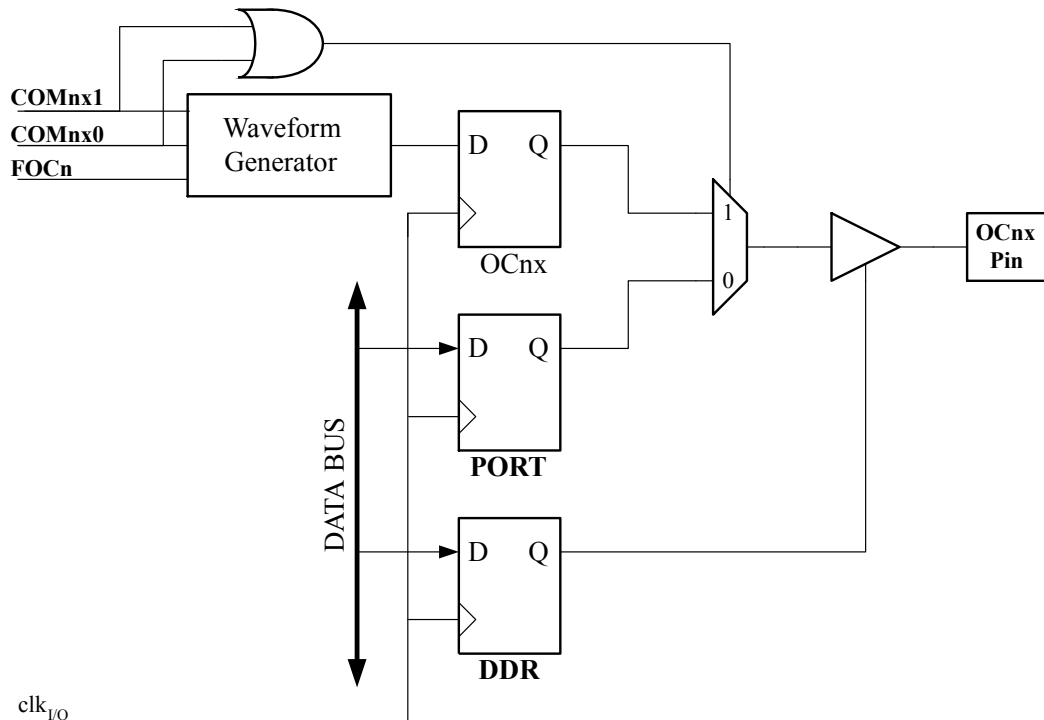 COMnx1
COMnx0
FOCn
Waveform
Generator
D Q
OCnx
1
0
OCnx
Pin
D Q
PORT
DATA BUS
D Q
DDR
clkI/O